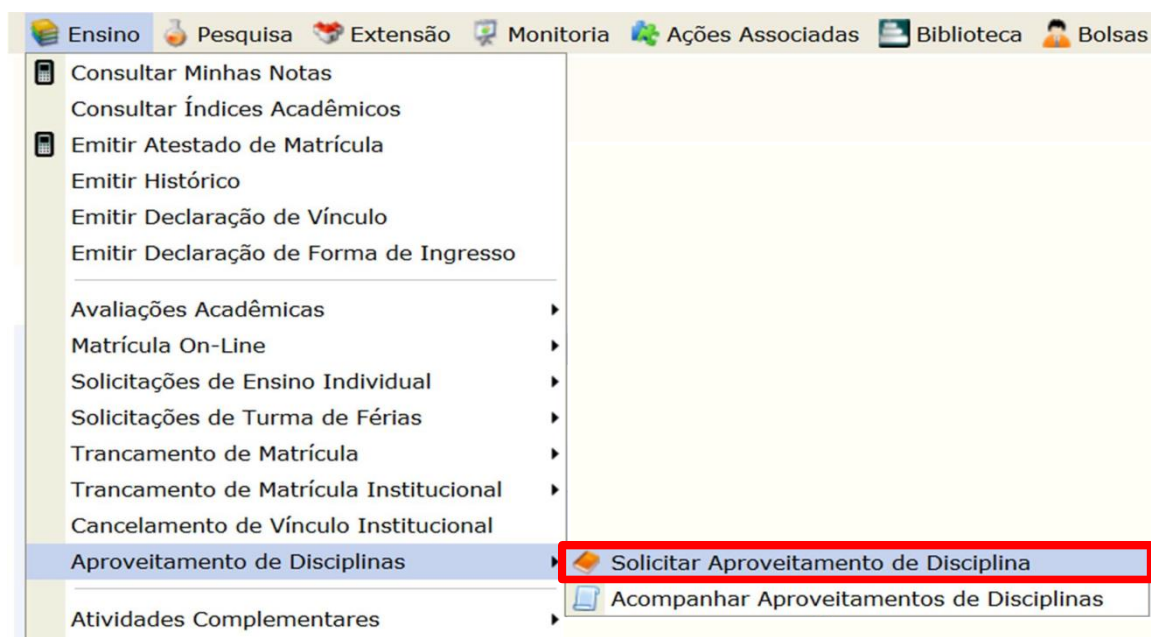 Ensino Pesquisa Extensão Monitoria Ações Associadas Biblioteca Bolsas
Consultar Minhas Notas
Consultar Índices Acadêmicos
Emitir Atestado de Matrícula
Emitir Histórico
Emitir Declaração de Vínculo
Emitir Declaração de Forma de Ingresso
Avaliações Acadêmicas
Matrícula On-Line
Solicitações de Ensino Individual
Solicitações de Turma de Férias
Trancamento de Matrícula
Trancamento de Matrícula Institucional
Cancelamento de Vínculo Institucional
Aproveitamento de Disciplinas
Solicitar Aproveitamento de Disciplina
Acompanhar Aproveitamentos de Disciplinas
Atividades Complementares